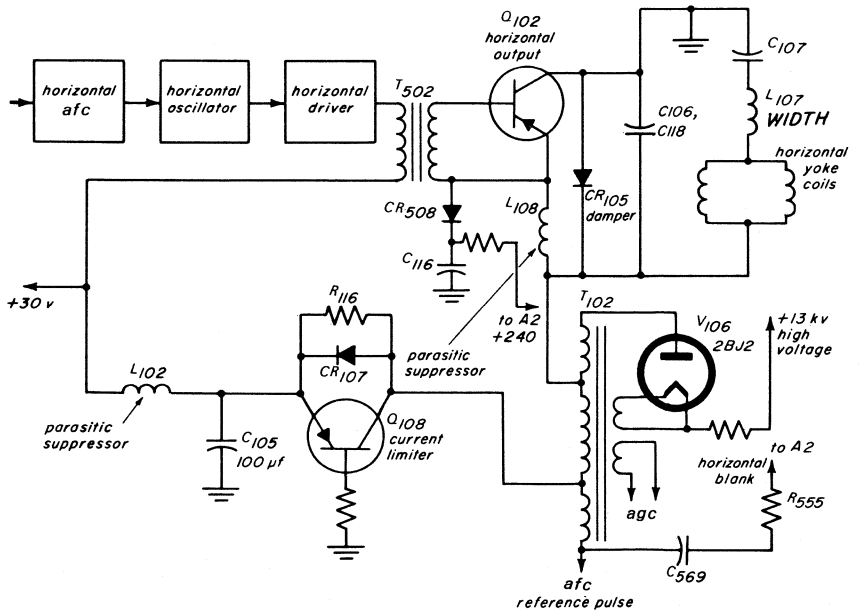 Q102
horizontal
output
horizontal
afc
horizontal
oscillator
horizontal
driver
T502
C107
L107
WIDTH
C106,
C118
horizontal
yoke
coils
CR508
L108
CR105
damper
C116
+30 v
R116
to A2
+240
T102
V106
2BJ2
+13 kv
high
voltage
CR107
parasitic
suppressor
L102
parasitic
suppressor
C105
100 µf
Q108
current
limiter
to A2
horizontal
blank
R555
agc
C569
afc
reference pulse